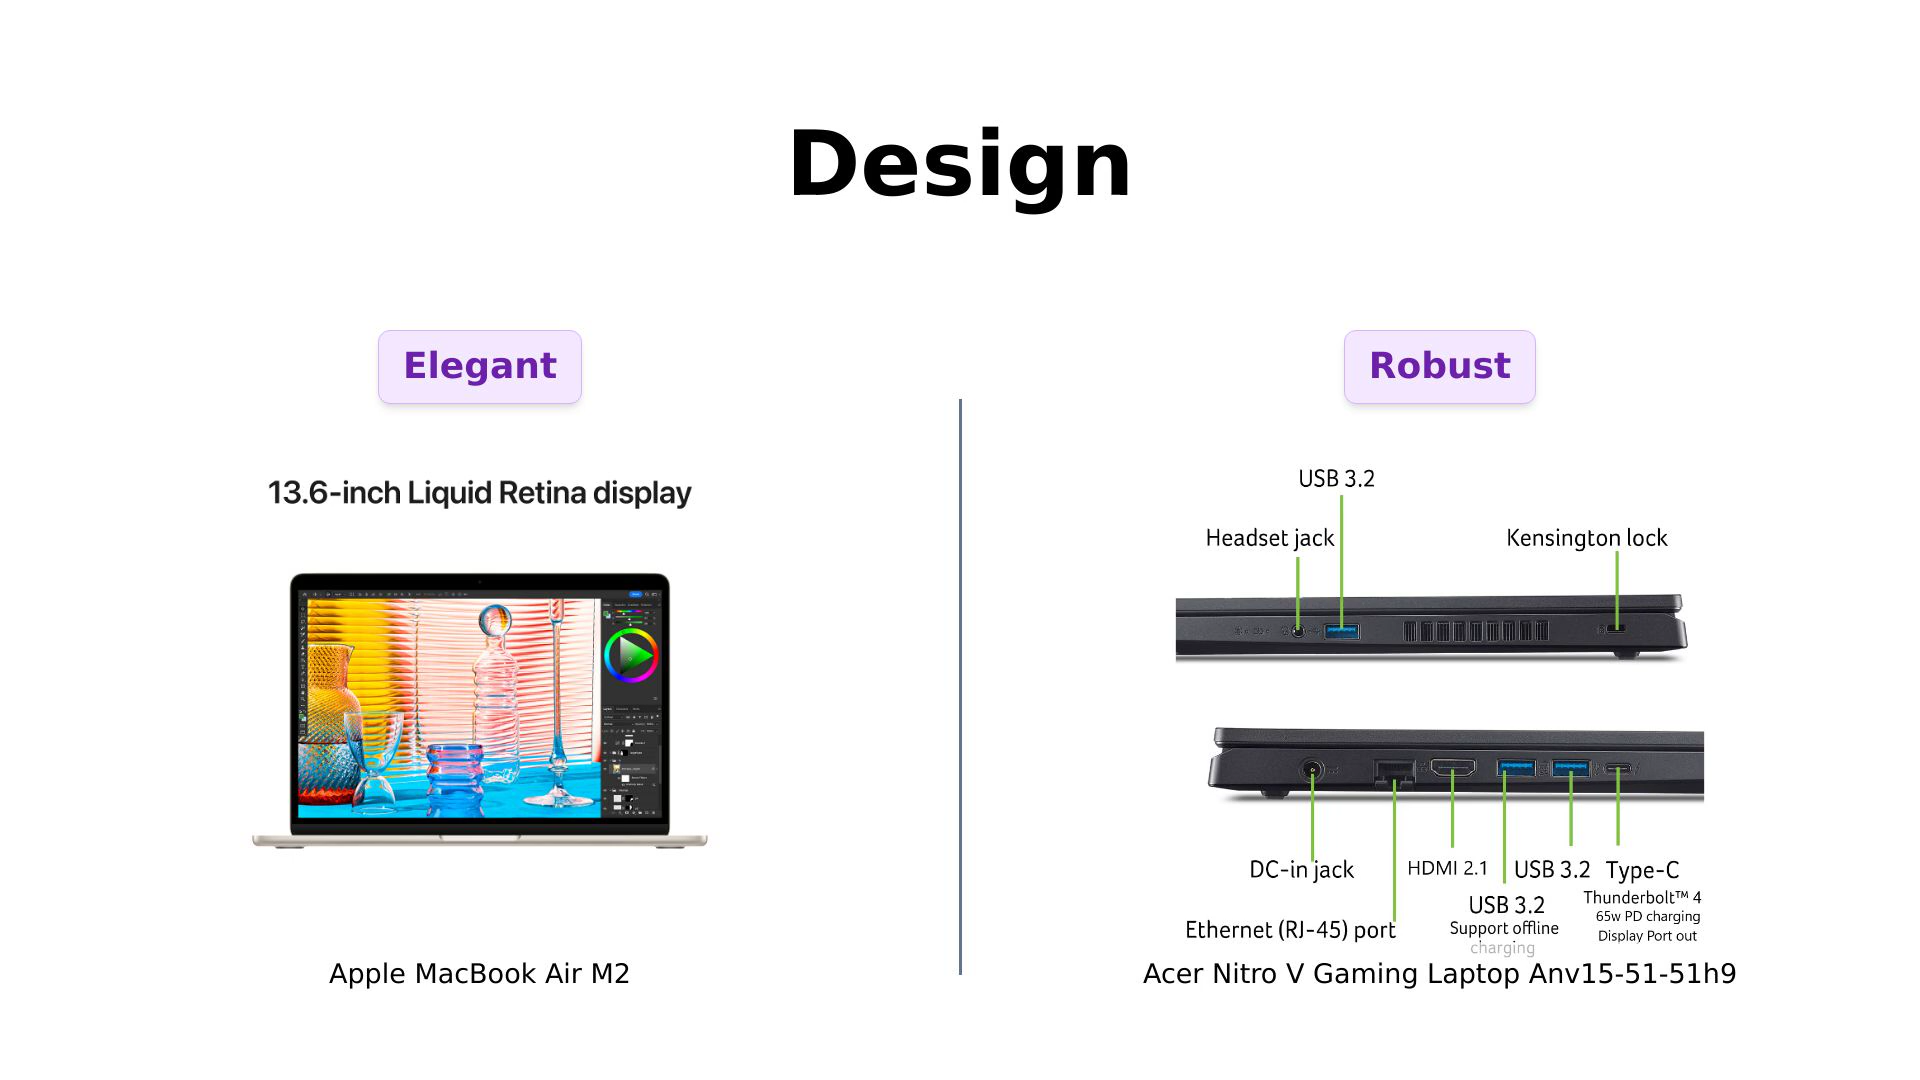 Design
Elegant
13.6-inch Liquid Retina display
Apple MacBook Air M2
Robust
USB 3.2
Headset jack
Kensington lock
DC-in jack
HDMI 2.1
USB 3.2
Type-C
Thunderbolt™ 4
65w PD charging
Display Port out
USB 3.2
Support offline
charging
Ethernet (RJ-45) port
Acer Nitro V Gaming Laptop Anv15-51-51h9